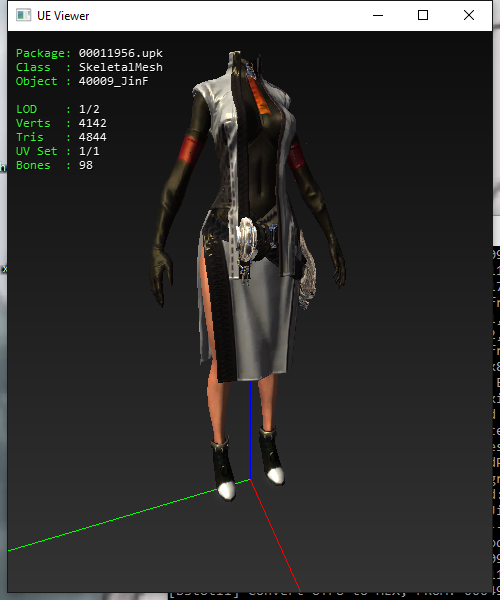 UE Viewer
Package: 00011956.upk
Class : SkeletalMesh
Object : 40009_JinF
LOD : 1/2
Verts : 4142
Tris : 4844
UV Set : 1/1
Bones : 98